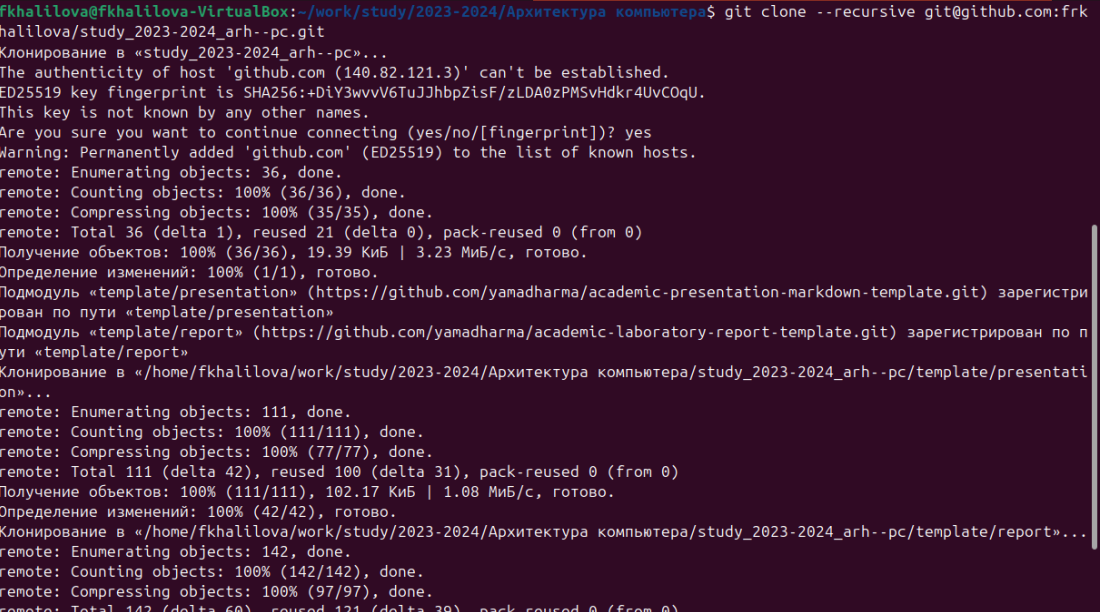 fkhalilova@fkhalilova-VirtualBox:~/work/study/2023-2024/Архитектура компьютера$ git clone --recursive git@github.com:frk
halilova/study_2023-2024_arh--pc.git
Клонирование в «study_2023-2024_arh--pc»...
The authenticity of host 'github.com (140.82.121.3)' can't be established.
ED25519 key fingerprint is SHA256:+DiY3wvvV6TuJJhbpZisF/zLDA0zPMSvHdkr4UvCOqU.
This key is not known by any other names.
Are you sure you want to continue connecting (yes/no/[fingerprint])? yes
Warning: Permanently added 'github.com' (ED25519) to the list of known hosts.
remote: Enumerating objects: 36, done.
remote: Counting objects: 100% (36/36), done.
remote: Compressing objects: 100% (35/35), done.
remote: Total 36 (delta 1), reused 21 (delta 0), pack-reused 0 (from 0)
Получение объектов: 100% (36/36), 19.39 КиБ | 3.23 МиБ/с, готово.
Определение изменений: 100% (1/1), готово.
Подмодуль «template/presentation» (https://github.com/yamadharma/academic-presentation-markdown-template.git) зарегистри
рован по пути «template/presentation»
Подмодуль «template/report» (https://github.com/yamadharma/academic-laboratory-report-template.git) зарегистрирован по п
ути «template/report»
Клонирование в «/home/fkhalilova/work/study/2023-2024/Архитектура компьютера/study_2023-2024_arh--pc/template/presentati
on»...
remote: Enumerating objects: 111, done.
remote: Counting objects: 100% (111/111), done.
remote: Compressing objects: 100% (77/77), done.
remote: Total 111 (delta 42), reused 100 (delta 31), pack-reused 0 (from 0)
Получение объектов: 100% (111/111), 102.17 КиБ | 1.08 МиБ/с, готово.
Определение изменений: 100% (42/42), готово.
Клонирование в «/home/fkhalilova/work/study/2023-2024/Архитектура компьютера/study_2023-2024_arh--pc/template/report»...
remote: Enumerating objects: 142, done.
remote: Counting objects: 100% (142/142), done.
remote: Compressing objects: 100% (97/97), done.
remote: Total 142 (delta 60), reused 121 (delta 39), pack-reused 0 (from 0)